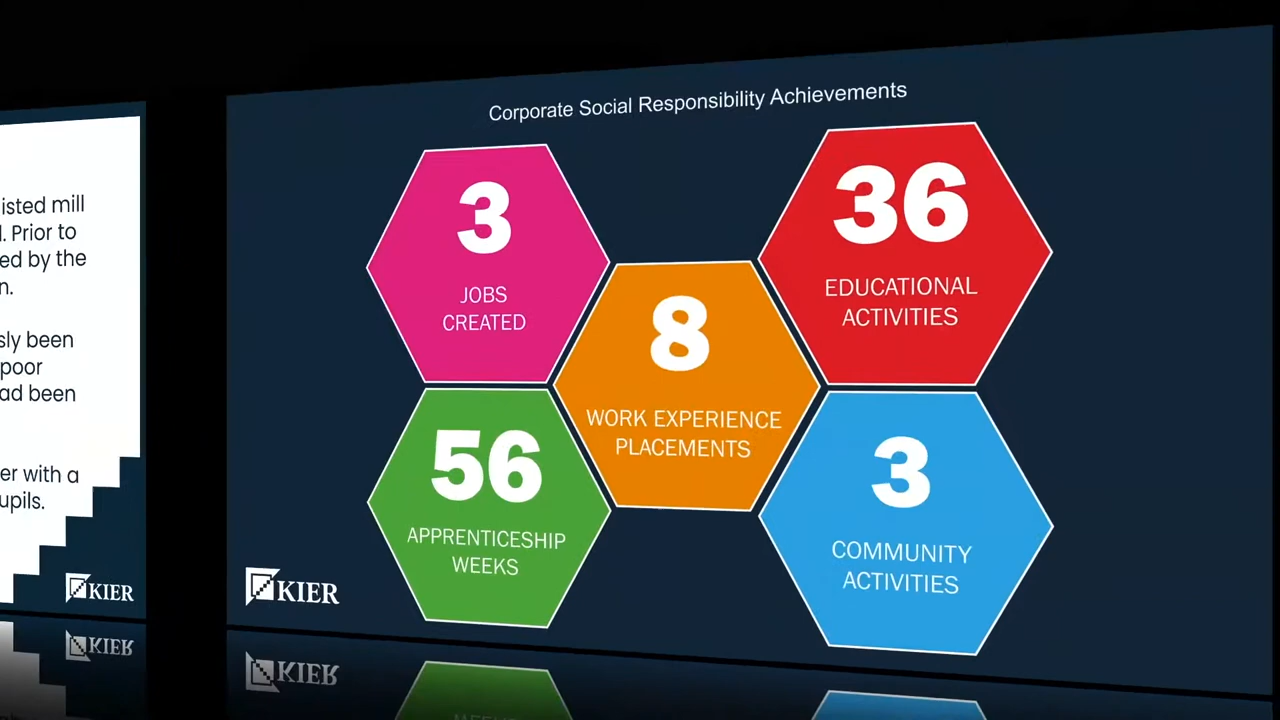 isted mill
. Prior to
ed by the
n.
sly been
poor
ad been
er with a
upils.
KIER
Corporate Social Responsibility Achievements
3
JOBS
CREATED
36
EDUCATIONAL
ACTIVITIES
8
WORK EXPERIENCE
PLACEMENTS
56
APPRENTICESHIP
WEEKS
3
COMMUNITY
ACTIVITIES
KIER